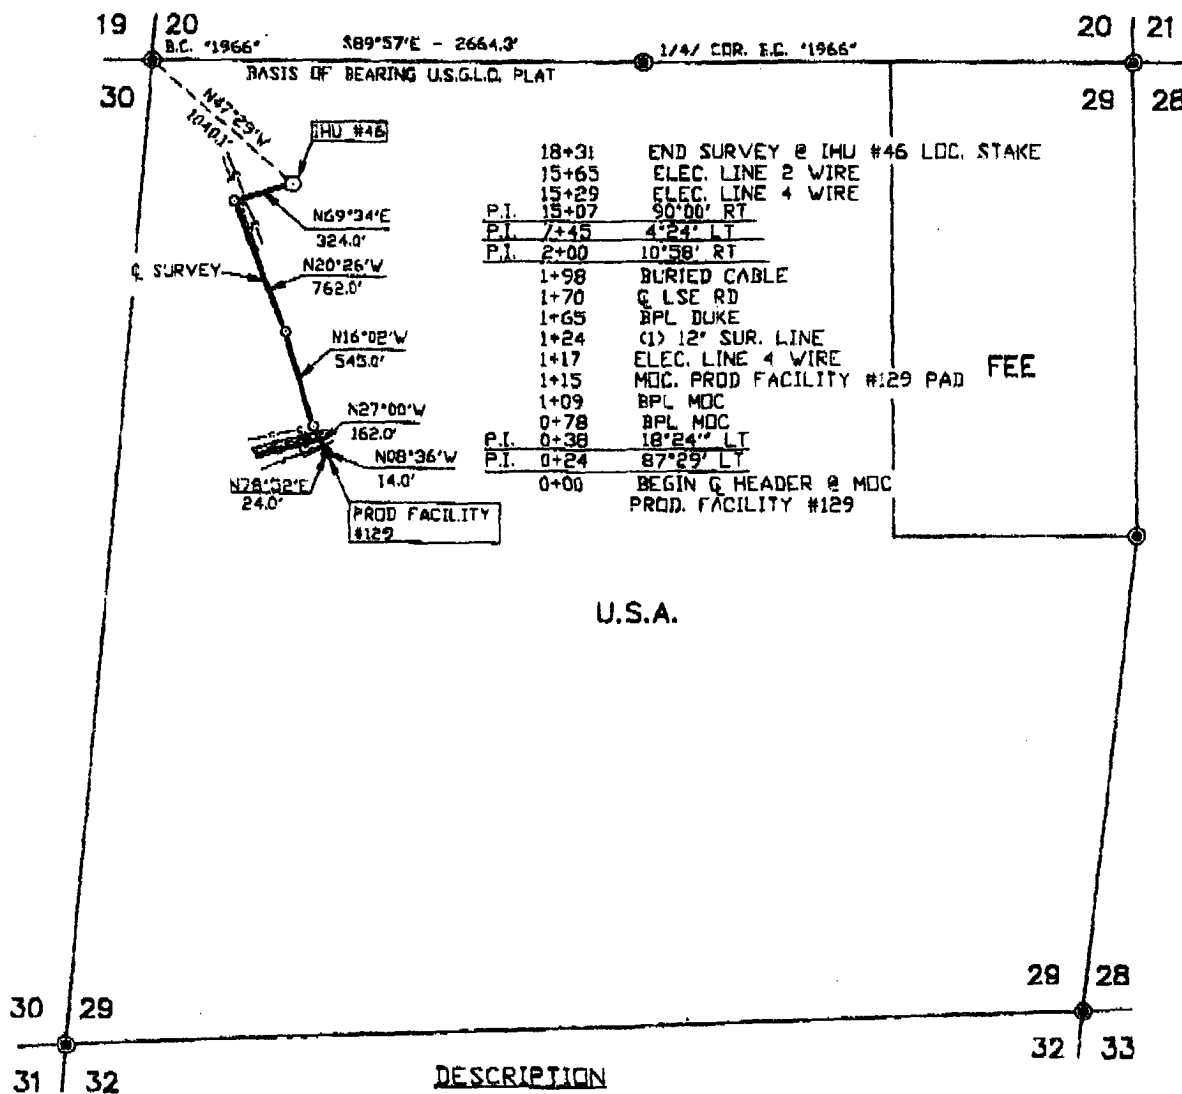 19 20
B.C. "1966"
S89°57'E - 2664.3'
1/4/ COR. B.C. "1966"
20 21
BASIS OF BEARING U.S.G.L.O. PLAT
30
29 28
N47°29'W
1040.1'
IHU #46
N69°34'E
324.0'
℄ SURVEY
N20°26'W
762.0'
N16°02'W
545.0'
N27°00'W
162.0'
N08°36'W
14.0'
N78°52'E
24.0'
PROD FACILITY
#129
18+31 END SURVEY @ IHU #46 LOC. STAKE
15+65 ELEC. LINE 2 WIRE
15+29 ELEC. LINE 4 WIRE
P.I. 15+07 90°00' RT
P.I. 7+45 4°24' LT
P.I. 2+00 10°58' RT
1+98 BURIED CABLE
1+70 ℄ LSE RD
1+65 BPL DUKE
1+24 (1) 12" SUR. LINE
1+17 ELEC. LINE 4 WIRE
1+15 MOC. PROD FACILITY #129 PAD
1+09 BPL MOC
0+78 BPL MOC
P.I. 0+38 18°24'" LT
P.I. 0+24 87°29' LT
0+00 BEGIN ℄ HEADER @ MOC
PROD. FACILITY #129
FEE
U.S.A.
30 29
31 32
29 28
32 33
DESCRIPTION